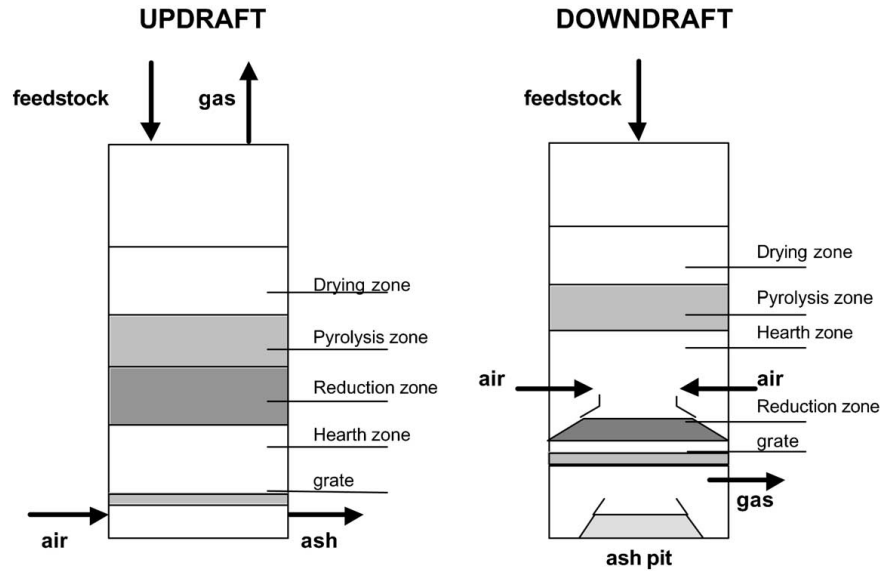 UPDRAFT
feedstock
gas
Drying zone
Pyrolysis zone
Reduction zone
Hearth zone
grate
air
ash
DOWNDRAFT
feedstock
Drying zone
Pyrolysis zone
Hearth zone
air
air
Reduction zone
grate
gas
ash pit